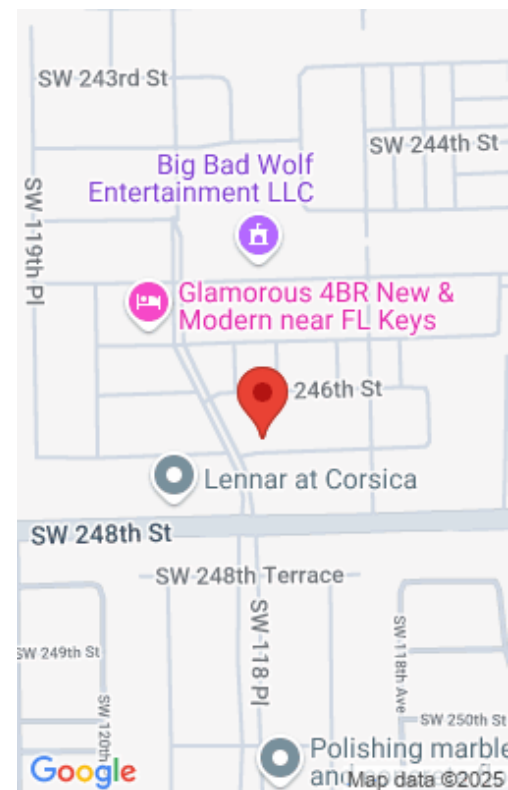 SW 243rd St
SW 244th St
Big Bad Wolf
Entertainment LLC
SW 119th Pl
Glamorous 4BR New &
Modern near FL Keys
246th St
Lennar at Corsica
SW 248th St
SW 248th Terrace
SW 118 Pl
SW 118th Ave
SW 249th St
SW 120th
SW 250th St
Polishing marble
and
Google
Map data ©2025